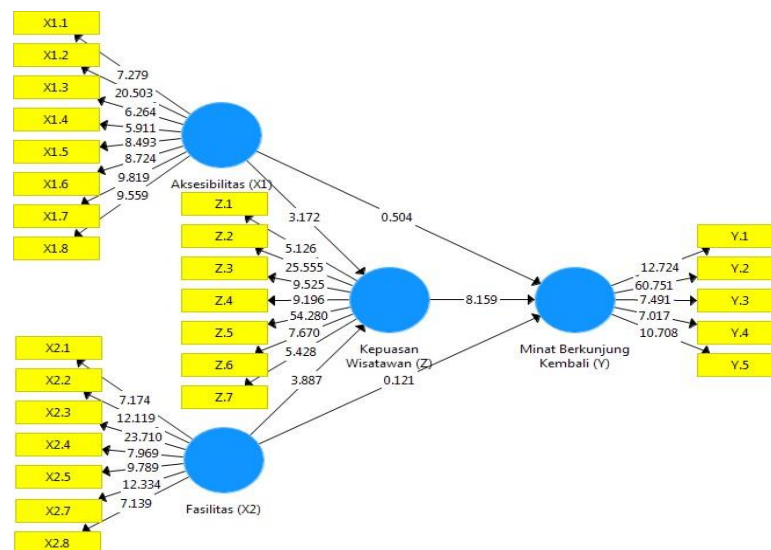 X1.1
X1.2
X1.3
X1.4
X1.5
X1.6
X1.7
X1.8
7.279
20.503
6.264
5.911
8.493
8.724
9.819
9.559
Aksesibilitas (X1)
3.172
0.504
Z.1
Z.2
Z.3
Z.4
Z.5
Z.6
Z.7
5.126
25.555
9.525
9.196
54.280
7.670
5.428
Kepuasan
Wisatawan (Z)
8.159
Y.1
Y.2
Y.3
Y.4
Y.5
12.724
60.751
7.491
7.017
10.708
Minat Berkunjung
Kembali (Y)
3.887
0.121
X2.1
X2.2
X2.3
X2.4
X2.5
X2.7
X2.8
7.174
12.119
23.710
7.969
9.789
12.334
7.139
Fasilitas (X2)